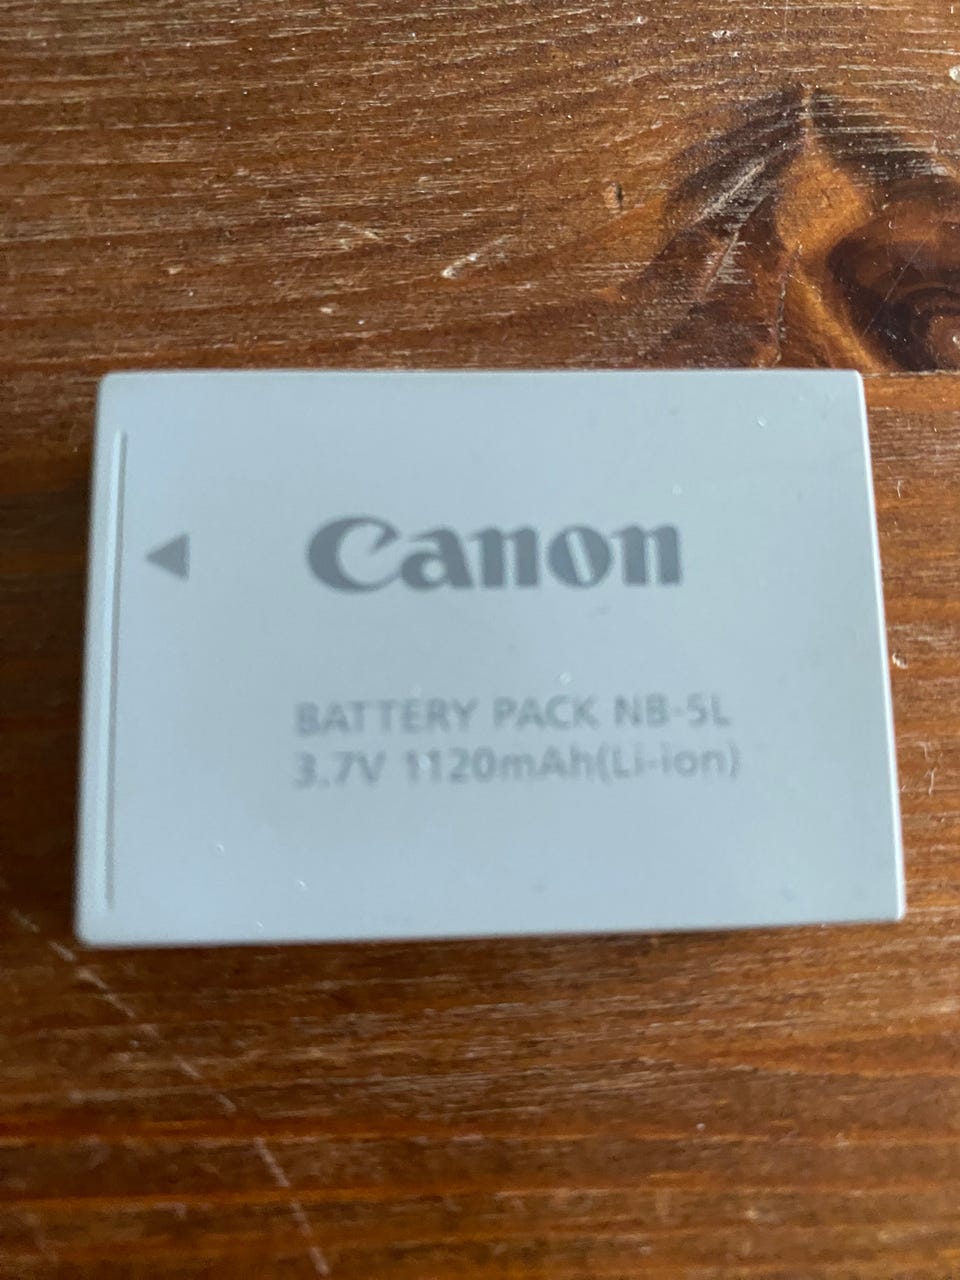 Canon
BATTERY PACK NB-5L
3.7V 1120mAh(Li-ion)